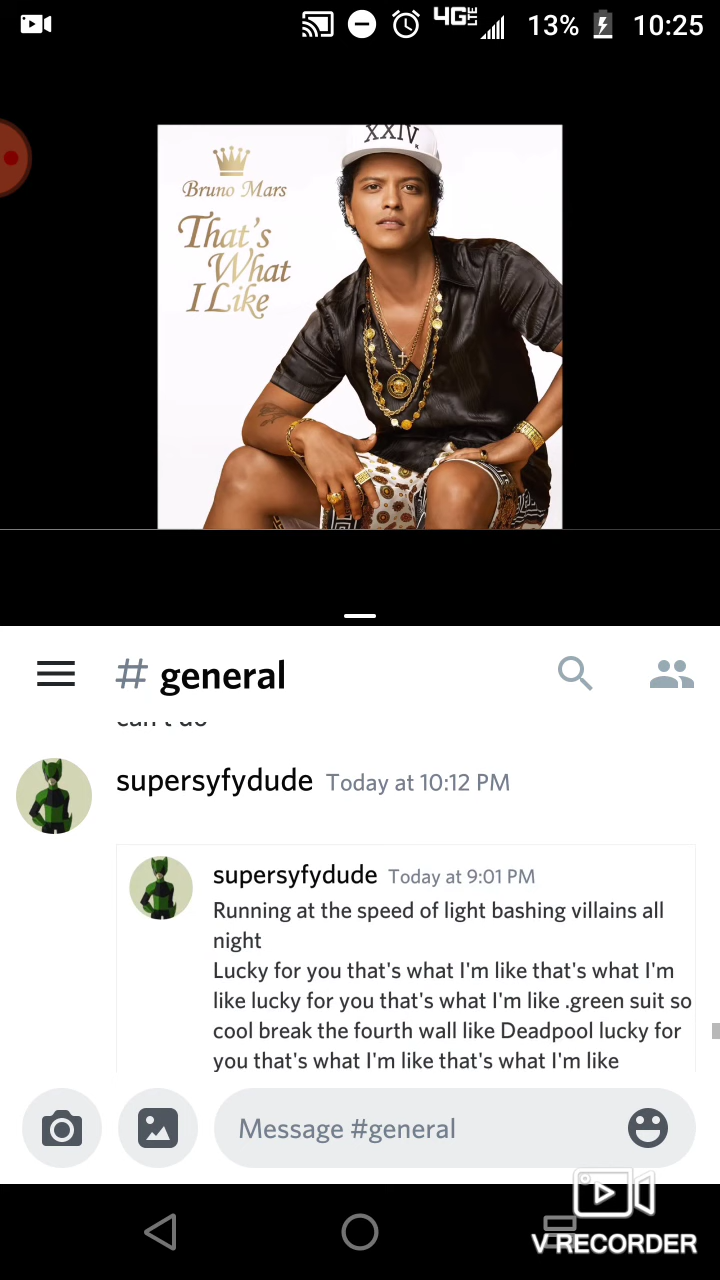 4G LTE 13% 10:25
XXIV
Bruno Mars
That's
What
I Like
# general
can't do
supersyfydude Today at 10:12 PM
supersyfydude Today at 9:01 PM
Running at the speed of light bashing villains all
night
Lucky for you that's what I'm like that's what I'm
like lucky for you that's what I'm like .green suit so
cool break the fourth wall like Deadpool lucky for
you that's what I'm like that's what I'm like
Message #general
V RECORDER